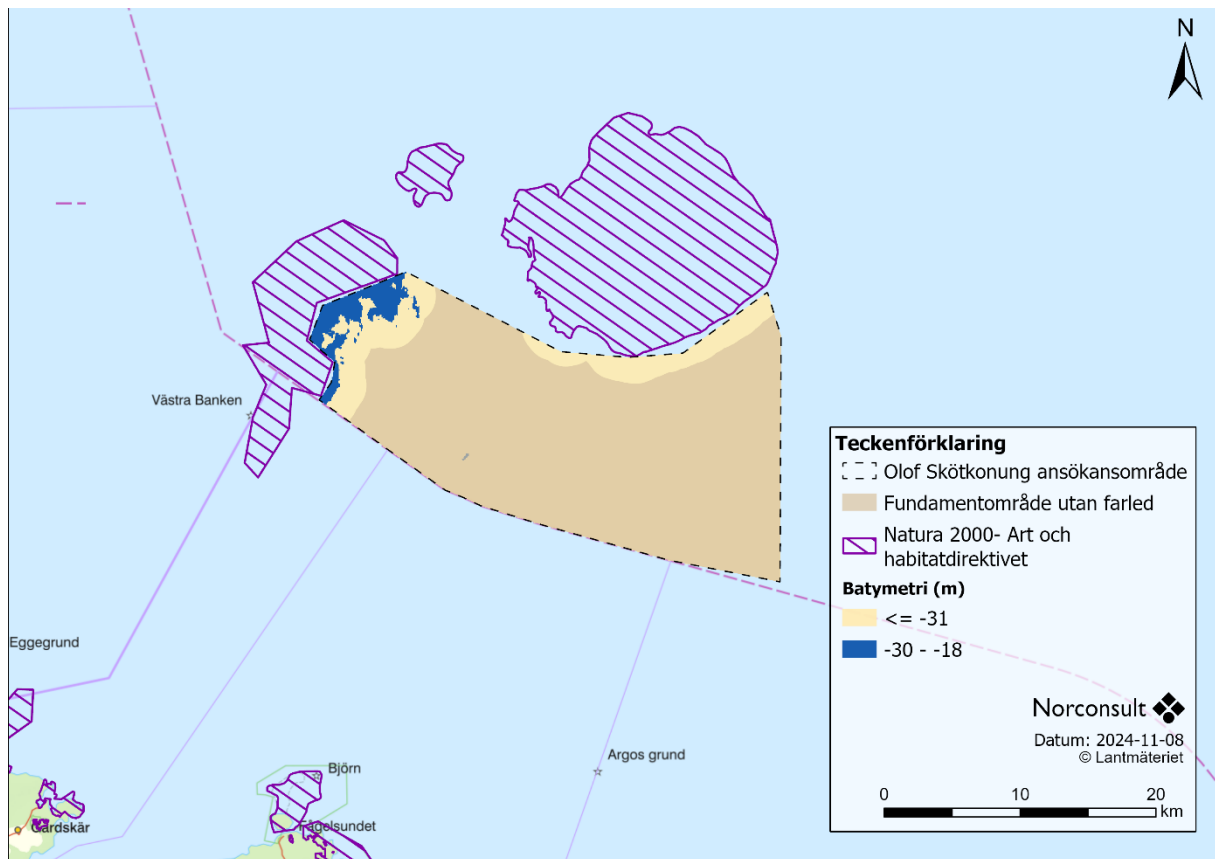 N
Västra Banken
Teckenförklaring
Olof Skötkonung ansökansområde
Fundamentområde utan farled
Natura 2000- Art och
habitatdirektivet
Batymetri (m)
<= -31
-30 - -18
Eggegrund
Norconsult
Datum: 2024-11-08
© Lantmäteriet
Argos grund
Björn
0 10 20
km
Gårdskär
Fågelsundet